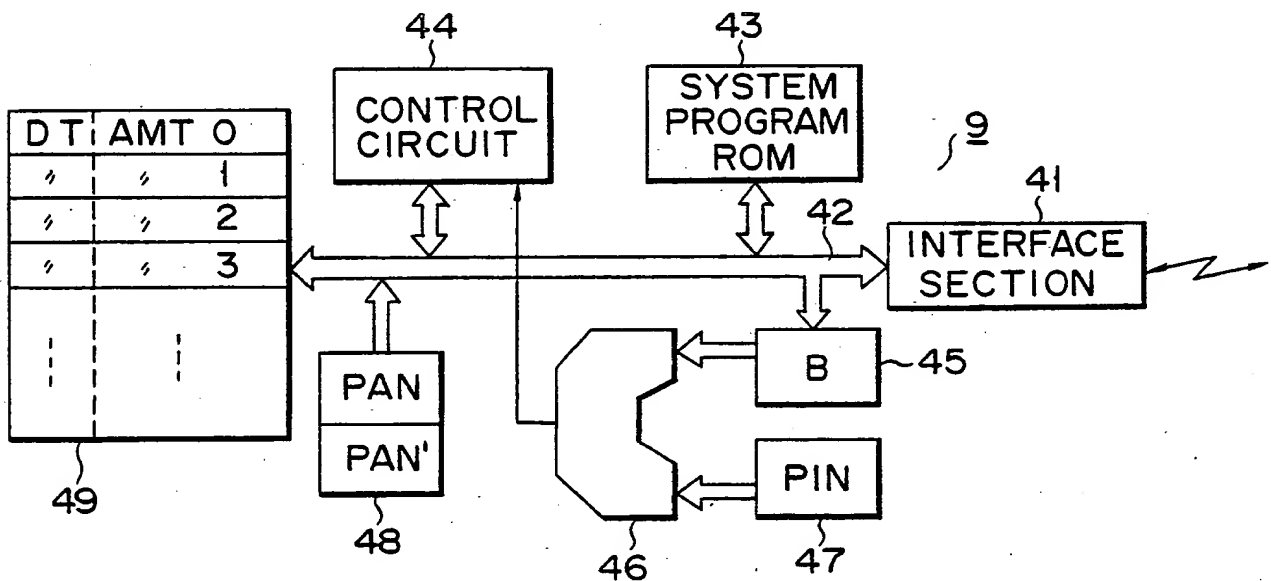 44
43
CONTROL
CIRCUIT
SYSTEM
PROGRAM
ROM
9
41
DT AMT 0
〃 〃 1
〃 〃 2
〃 〃 3
42
INTERFACE
SECTION
PAN
PAN'
B
45
PIN
49
48
46
47